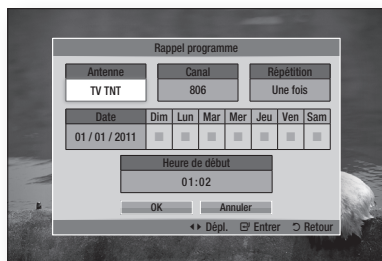 Rappel programme
Antenne Canal Répétition
TV TNT 806 Une fois
Date Dim Lun Mar Mer Jeu Ven Sam
01 / 01 / 2011
Heure de début
01:02
OK Annuler
Dépl. Entrer Retour